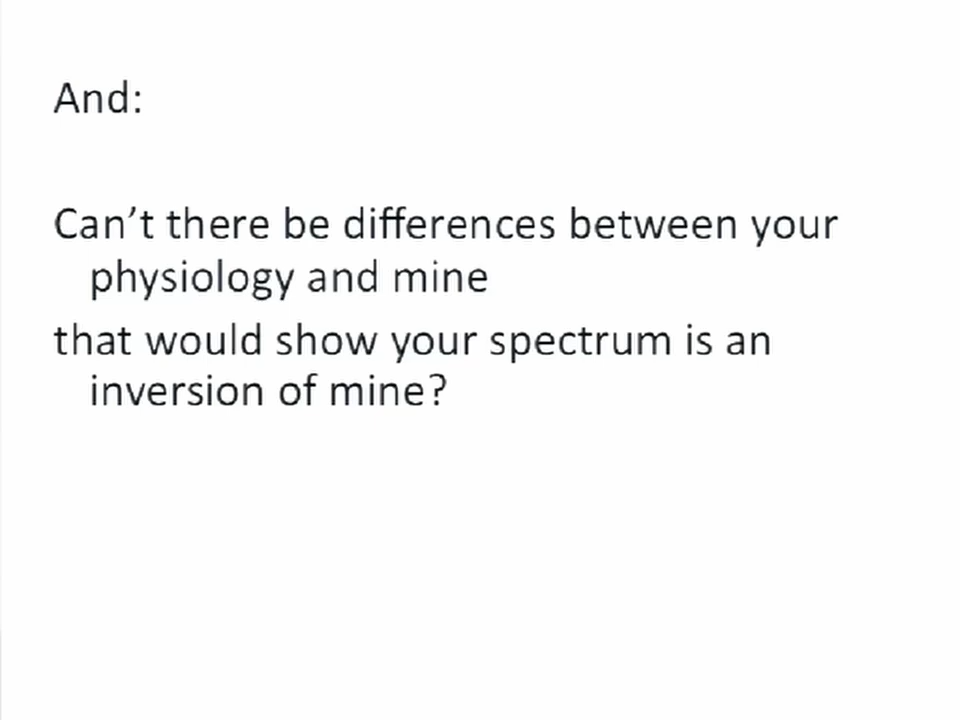 And:
Can’t there be differences between your
physiology and mine
that would show your spectrum is an
inversion of mine?